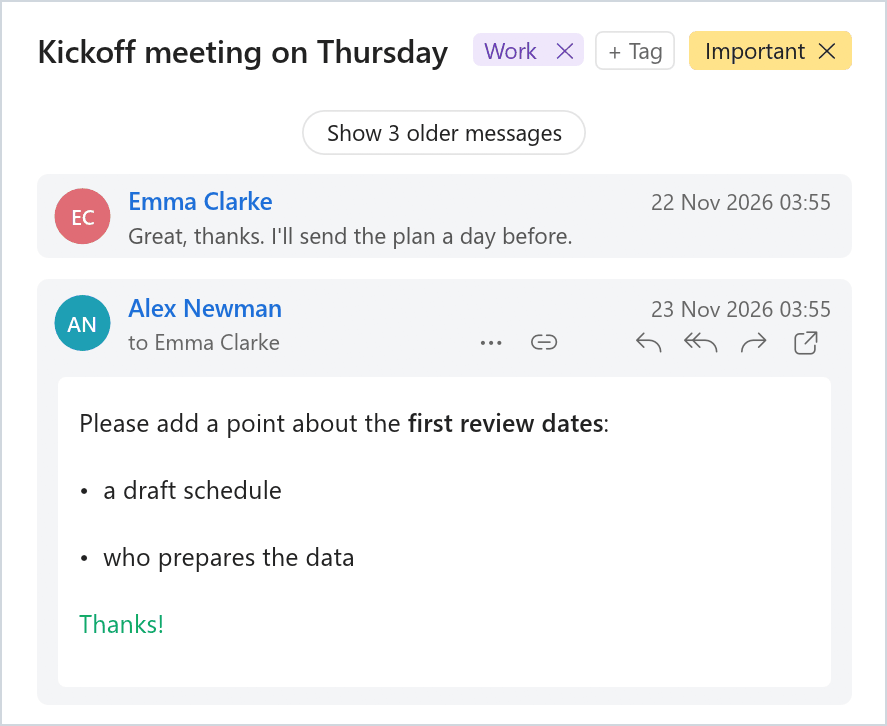 Kickoff meeting on Thursday Work + Tag Important
Show 3 older messages
EC Emma Clarke 22 Nov 2026 03:55
Great, thanks. I'll send the plan a day before.
AN Alex Newman 23 Nov 2026 03:55
to Emma Clarke
Please add a point about the first review dates:
• a draft schedule
• who prepares the data
Thanks!